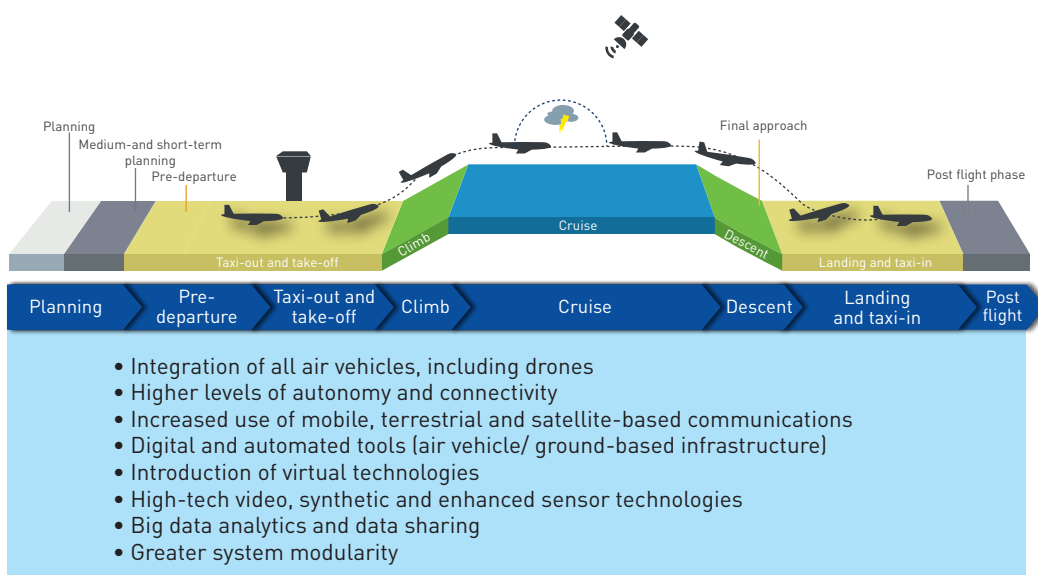 Planning
Medium-and short-term
planning
Pre-departure
Final approach
Post flight phase
Taxi-out and take-off
Climb
Cruise
Descent
Landing and taxi-in
Planning
Pre-
departure
Taxi-out and
take-off
Climb
Cruise
Descent
Landing
and taxi-in
Post
flight
• Integration of all air vehicles, including drones
• Higher levels of autonomy and connectivity
• Increased use of mobile, terrestrial and satellite-based communications
• Digital and automated tools (air vehicle/ ground-based infrastructure)
• Introduction of virtual technologies
• High-tech video, synthetic and enhanced sensor technologies
• Big data analytics and data sharing
• Greater system modularity